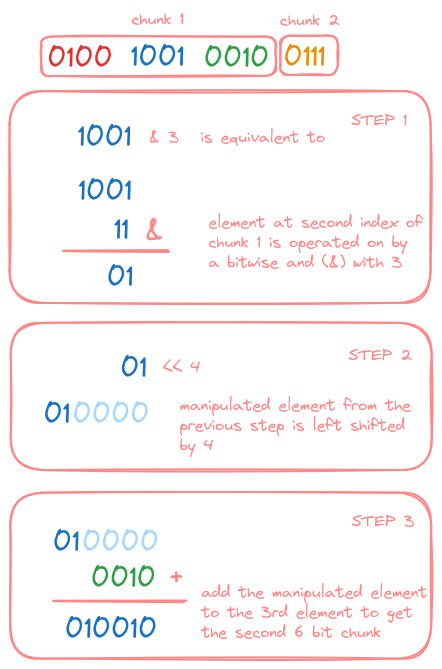 chunk 1 chunk 2
0100 1001 0010 0111
STEP 1
1001 & 3 is equivalent to
1001
11 &
01
element at second index of
chunk 1 is operated on by
a bitwise and (&) with 3
STEP 2
01 << 4
010000
manipulated element from the
previous step is left shifted
by 4
STEP 3
010000
0010 +
010010
add the manipulated element
to the 3rd element to get
the second 6 bit chunk